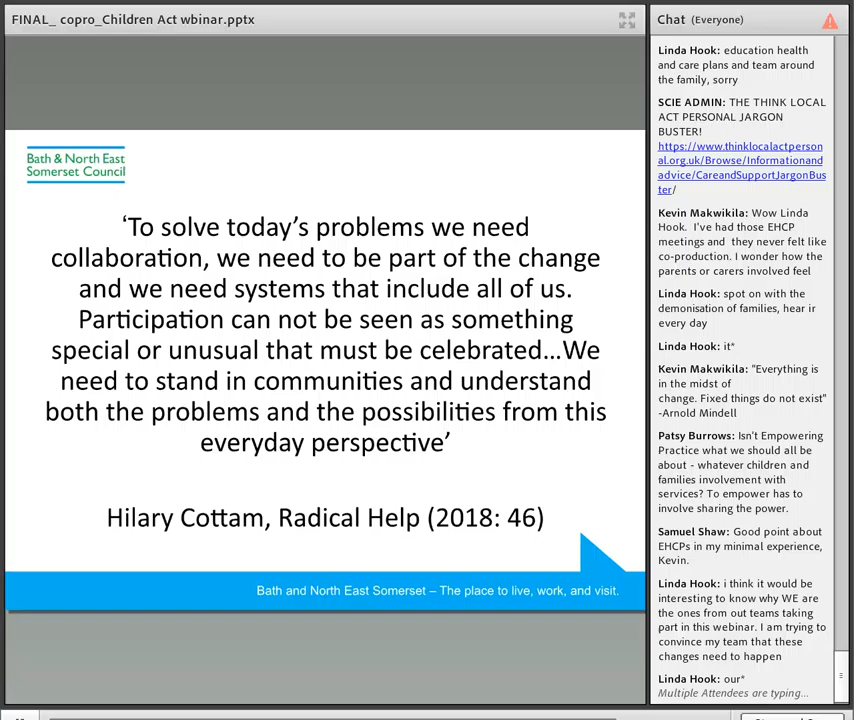 FINAL_ copro_Children Act wbinar.pptx
Bath & North East
Somerset Council
‘To solve today’s problems we need
collaboration, we need to be part of the change
and we need systems that include all of us.
Participation can not be seen as something
special or unusual that must be celebrated...We
need to stand in communities and understand
both the problems and the possibilities from this
everyday perspective’
Hilary Cottam, Radical Help (2018: 46)
Bath and North East Somerset – The place to live, work, and visit.
Chat (Everyone)
Linda Hook: education health
and care plans and team around
the family, sorry
SCIE ADMIN: THE THINK LOCAL
ACT PERSONAL JARGON
BUSTER!
https://www.thinklocalactperson
al.org.uk/Browse/Informationand
advice/CareandSupportJargonBus
ter/
Kevin Makwikila: Wow Linda
Hook. I've had those EHCP
meetings and they never felt like
co-production. I wonder how the
parents or carers involved feel
Linda Hook: spot on with the
demonisation of families, hear ir
every day
Linda Hook: it*
Kevin Makwikila: "Everything is
in the midst of
change. Fixed things do not exist"
-Arnold Mindell
Patsy Burrows: Isn't Empowering
Practice what we should all be
about - whatever children and
families involvement with
services? To empower has to
involve sharing the power.
Samuel Shaw: Good point about
EHCPs in my minimal experience,
Kevin.
Linda Hook: i think it would be
interesting to know why WE are
the ones from out teams taking
part in this webinar. I am trying to
convince my team that these
changes need to happen
Linda Hook: our*
Multiple Attendees are typing...